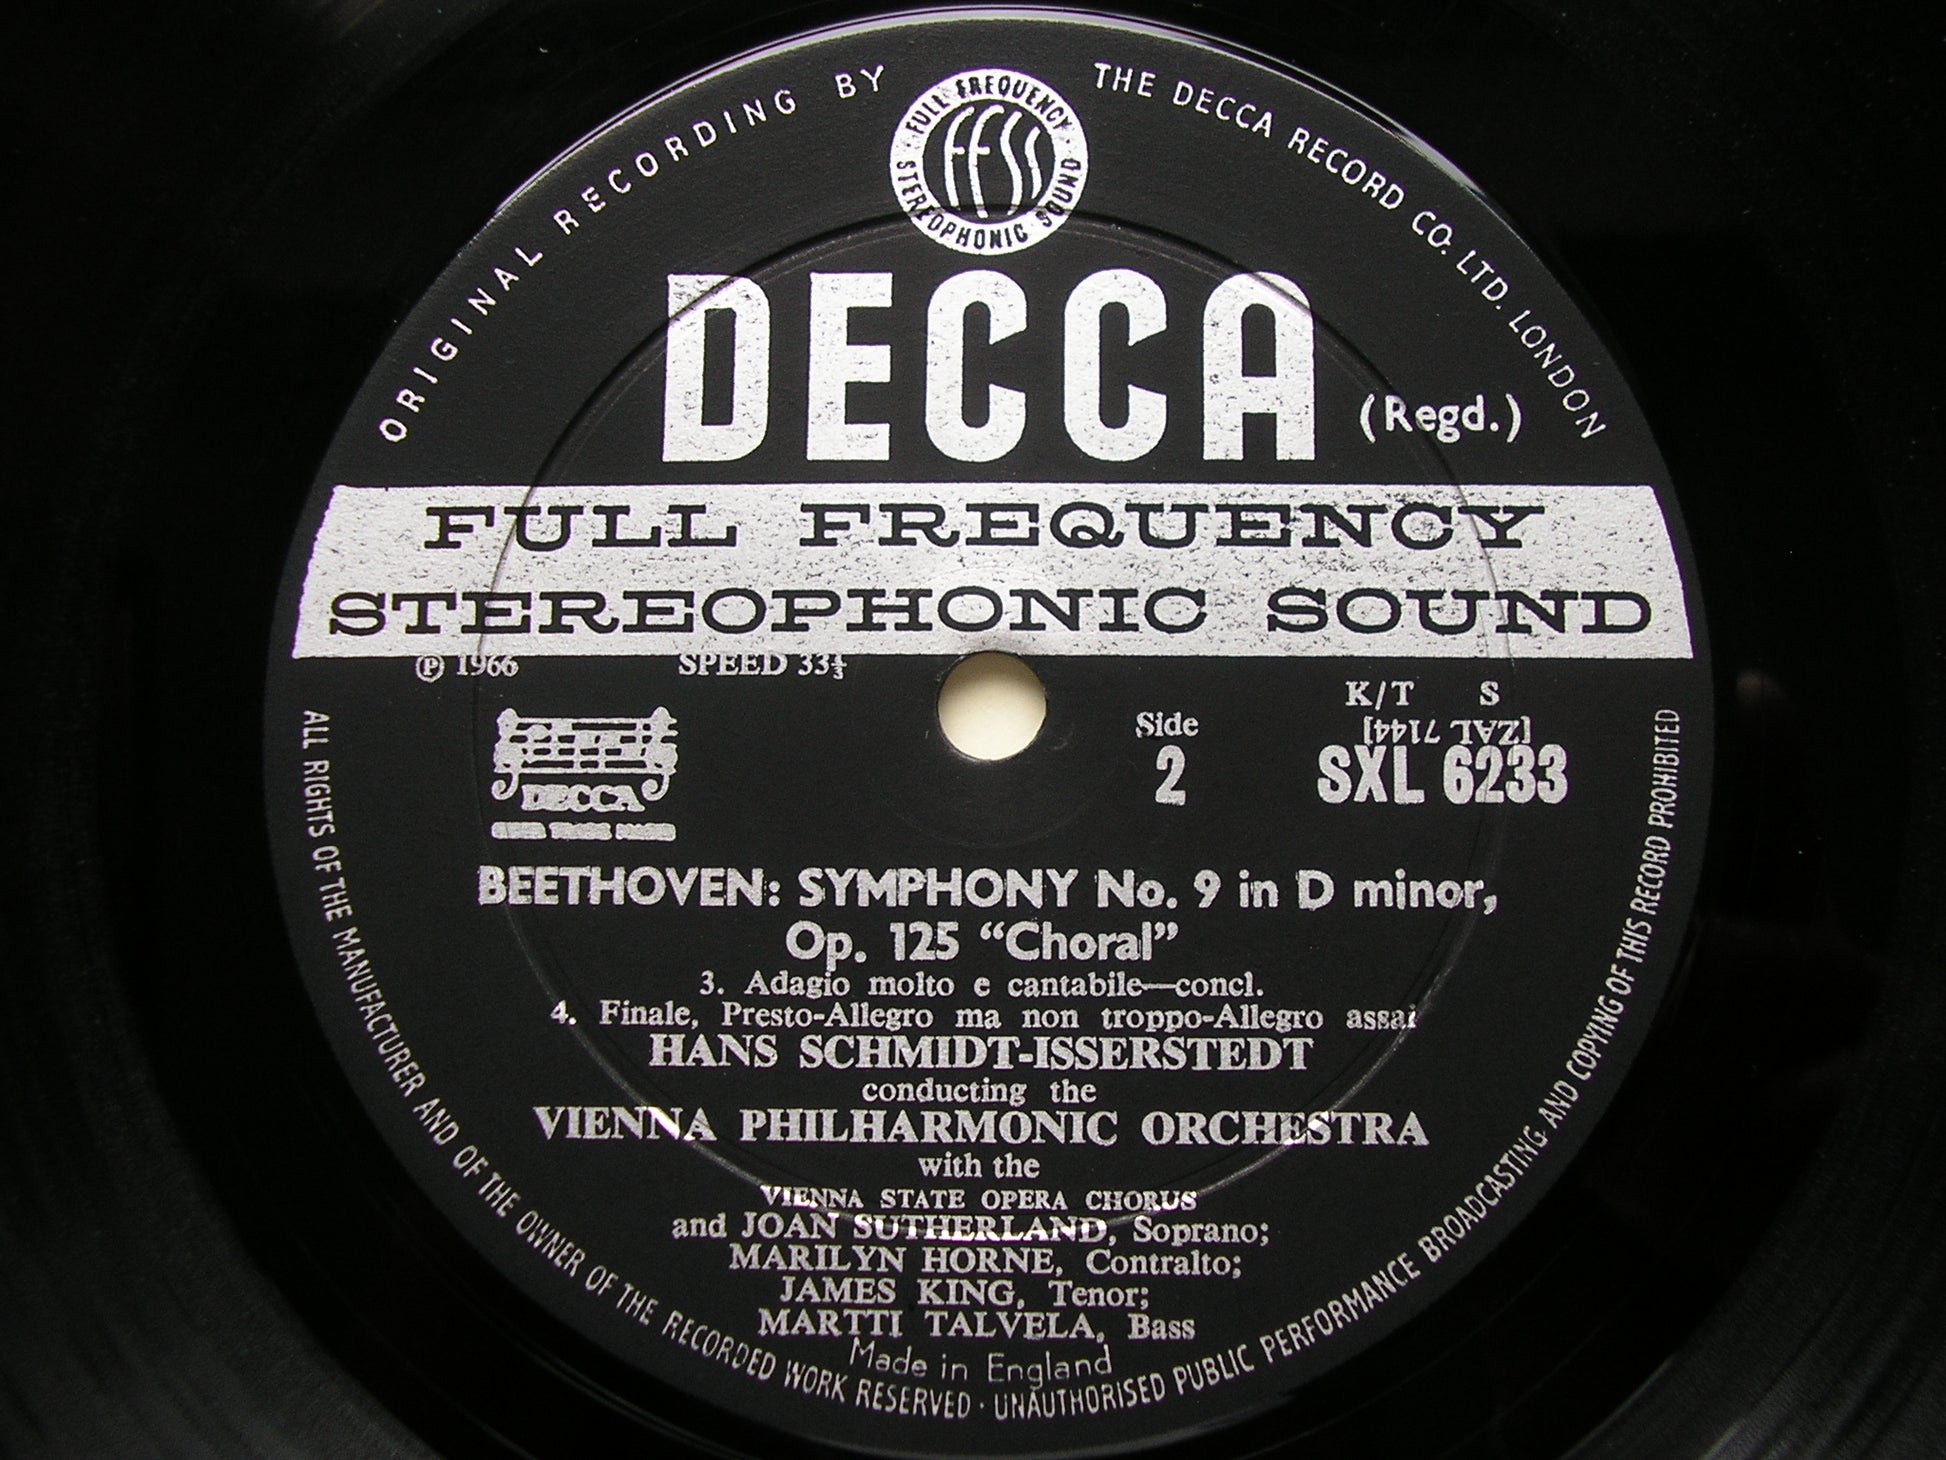 ORIGINAL RECORDING BY
THE DECCA RECORD CO. LTD. LONDON
FULL FREQUENCY
FFSS
STEREOPHONIC SOUND
DECCA
(Regd.)
FULL FREQUENCY
STEREOPHONIC SOUND
℗ 1966
SPEED 33⅓
K/T S
[ZAL 7144]
Side
2
SXL 6233
DECCA
BEETHOVEN: SYMPHONY No. 9 in D minor,
Op. 125 “Choral”
3. Adagio molto e cantabile—concl.
4. Finale, Presto-Allegro ma non troppo-Allegro assai
HANS SCHMIDT-ISSERSTEDT
conducting the
VIENNA PHILHARMONIC ORCHESTRA
with the
VIENNA STATE OPERA CHORUS
and JOAN SUTHERLAND, Soprano;
MARILYN HORNE, Contralto;
JAMES KING, Tenor;
MARTTI TALVELA, Bass
Made in England
ALL RIGHTS OF THE MANUFACTURER AND OF THE OWNER OF THE RECORDED WORK RESERVED · UNAUTHORISED PUBLIC PERFORMANCE BROADCASTING AND COPYING OF THIS RECORD PROHIBITED